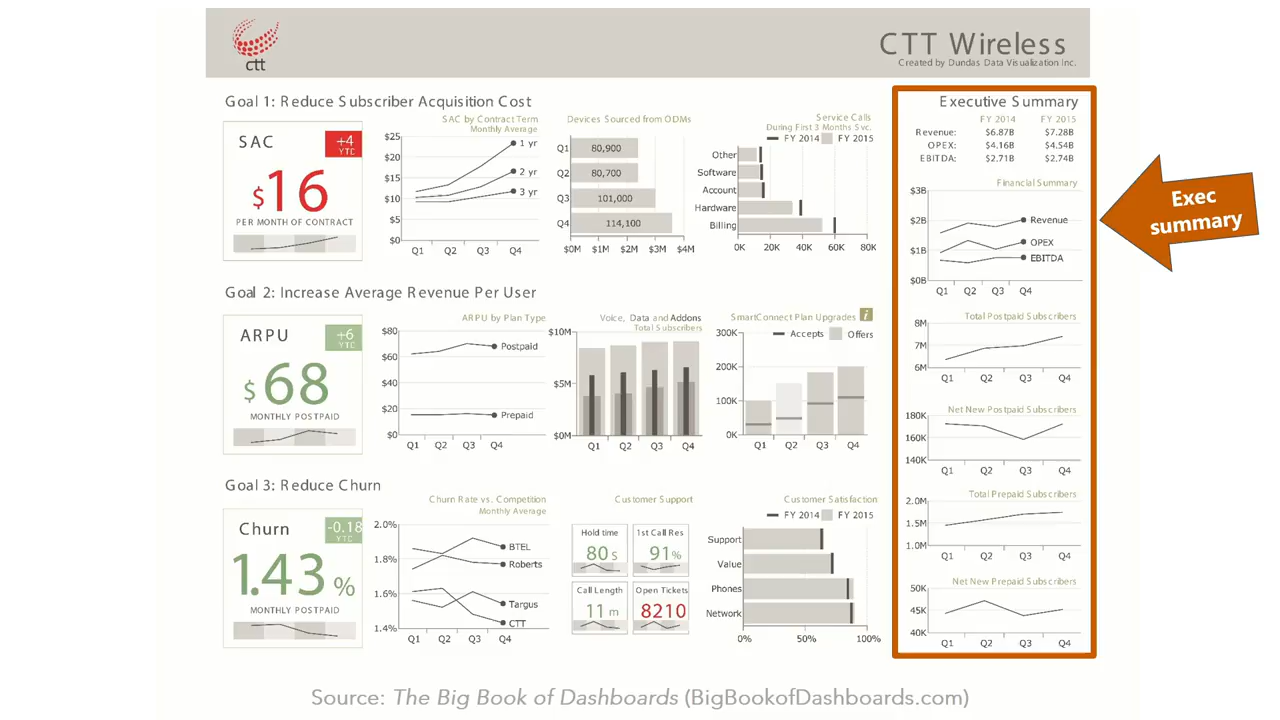 ctt
CTT Wireless
Created by Dundas Data Visualization Inc.
Goal 1: Reduce Subscriber Acquisition Cost
SAC
+4
YTD
$16
PER MONTH OF CONTRACT
SAC by Contract Term
Monthly Average
$25
$20
$15
$10
$5
$0
1 yr
2 yr
3 yr
Q1 Q2 Q3 Q4
Devices Sourced from ODMs
Q1 80,900
Q2 80,700
Q3 101,000
Q4 114,100
$0M $1M $2M $3M $4M
Service Calls
During First 3 Months Svc.
FY 2014 FY 2015
Other
Software
Account
Hardware
Billing
0K 20K 40K 60K 80K
Goal 2: Increase Average Revenue Per User
ARPU
+6
YTD
$68
MONTHLY POSTPAID
ARPU by Plan Type
$80
$60
$40
$20
$0
Postpaid
Prepaid
Q1 Q2 Q3 Q4
Voice, Data and Addons
Total Subscribers
$10M
$5M
$0M
Q1 Q2 Q3 Q4
SmartConnect Plan Upgrades i
Accepts Offers
300K
200K
100K
0K
Q1 Q2 Q3 Q4
Goal 3: Reduce Churn
Churn
-0.18
YTD
1.43 %
MONTHLY POSTPAID
Churn Rate vs. Competition
Monthly Average
2.0%
1.8%
1.6%
1.4%
BTEL
Roberts
Targus
CTT
Q1 Q2 Q3 Q4
Customer Support
Hold time
80 s
1st Call Res
91%
Call Length
11 m
Open Tickets
8210
Customer Satisfaction
FY 2014 FY 2015
Support
Value
Phones
Network
0% 50% 100%
Executive Summary
FY 2014 FY 2015
Revenue: $6.87B $7.28B
OPEX: $4.16B $4.54B
EBITDA: $2.71B $2.74B
Financial Summary
$3B
$2B
$1B
$0B
Revenue
OPEX
EBITDA
Q1 Q2 Q3 Q4
Total Postpaid Subscribers
8M
7M
6M
Q1 Q2 Q3 Q4
Net New Postpaid Subscribers
180K
160K
140K
Q1 Q2 Q3 Q4
Total Prepaid Subscribers
2.0M
1.5M
1.0M
Q1 Q2 Q3 Q4
Net New Prepaid Subscribers
50K
45K
40K
Q1 Q2 Q3 Q4
Exec
summary
Source: The Big Book of Dashboards (BigBookofDashboards.com)